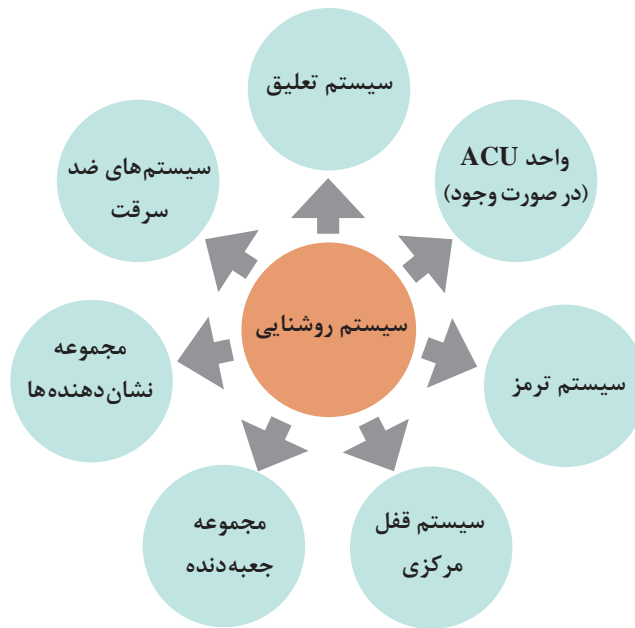 سیستم تعلیق
واحد ACU
(در صورت وجود)
سیستم‌های ضد
سرقت
سیستم روشنایی
مجموعه
نشان‌دهنده‌ها
سیستم ترمز
سیستم قفل
مرکزی
مجموعه
جعبه‌دنده